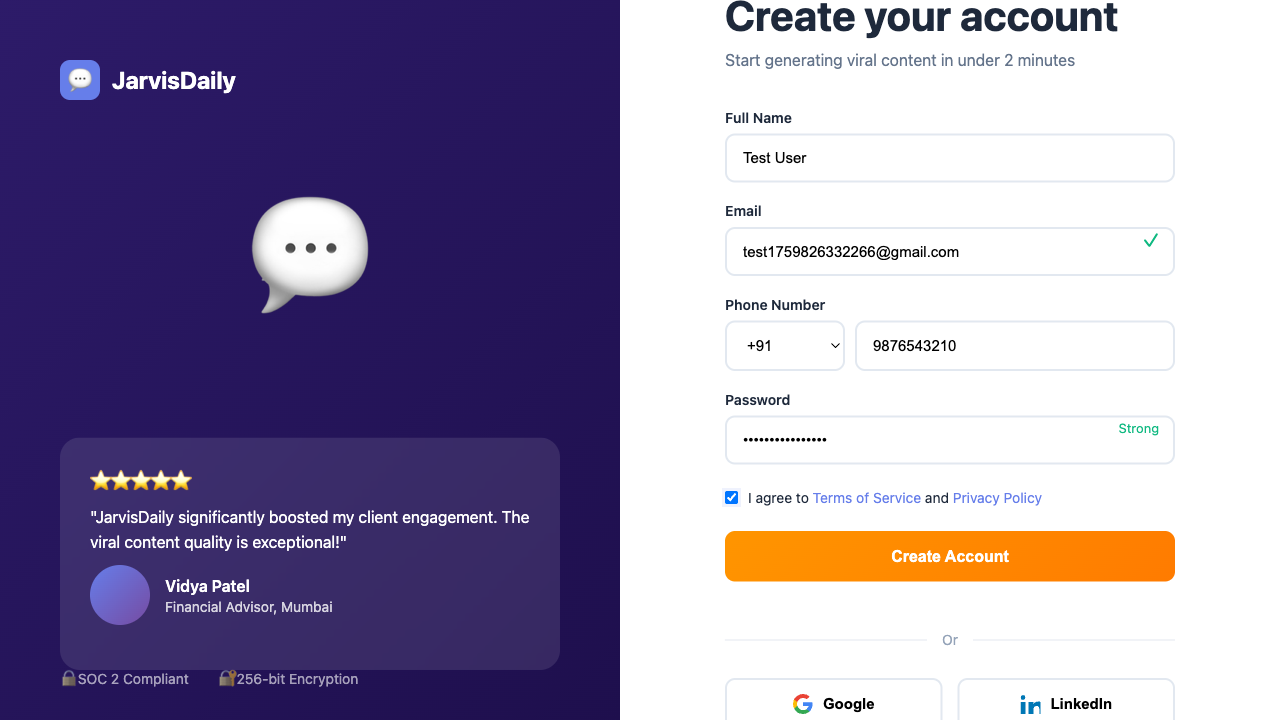 JarvisDaily
"JarvisDaily significantly boosted my client engagement. The
viral content quality is exceptional!"
Vidya Patel
Financial Advisor, Mumbai
SOC 2 Compliant
256-bit Encryption
Create your account
Start generating viral content in under 2 minutes
Full Name
Test User
Email
test1759826332266@gmail.com
Phone Number
+91
9876543210
Password
••••••••••••••••
Strong
I agree to Terms of Service and Privacy Policy
Create Account
Or
Google
LinkedIn